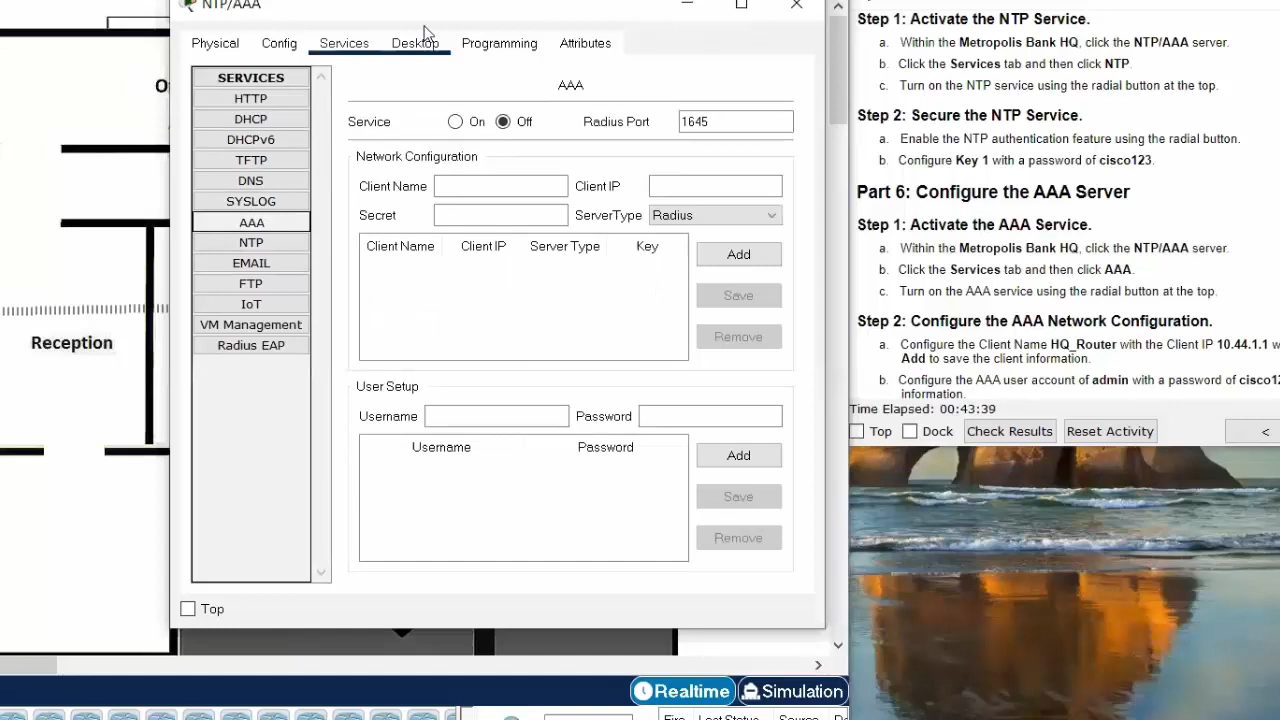 NTP/AAA
Physical Config Services Desktop Programming Attributes
SERVICES
HTTP
DHCP
DHCPv6
TFTP
DNS
SYSLOG
AAA
NTP
EMAIL
FTP
IoT
VM Management
Radius EAP
AAA
Service On Off Radius Port 1645
Network Configuration
Client Name Client IP
Secret ServerType Radius
Client Name Client IP Server Type Key
Add
Save
Remove
User Setup
Username Password
Username Password
Add
Save
Remove
Top
Reception
Realtime Simulation
Last Status Source
Step 1: Activate the NTP Service.
a. Within the Metropolis Bank HQ, click the NTP/AAA server.
b. Click the Services tab and then click NTP.
c. Turn on the NTP service using the radial button at the top.
Step 2: Secure the NTP Service.
a. Enable the NTP authentication feature using the radial button.
b. Configure Key 1 with a password of cisco123.
Part 6: Configure the AAA Server
Step 1: Activate the AAA Service.
a. Within the Metropolis Bank HQ, click the NTP/AAA server.
b. Click the Services tab and then click AAA.
c. Turn on the AAA service using the radial button at the top.
Step 2: Configure the AAA Network Configuration.
a. Configure the Client Name HQ_Router with the Client IP 10.44.1.1 w
Add to save the client information.
b. Configure the AAA user account of admin with a password of cisco12
information.
Time Elapsed: 00:43:39
Top Dock Check Results Reset Activity <